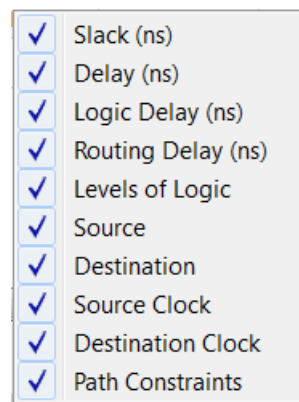 Slack (ns)
Delay (ns)
Logic Delay (ns)
Routing Delay (ns)
Levels of Logic
Source
Destination
Source Clock
Destination Clock
Path Constraints